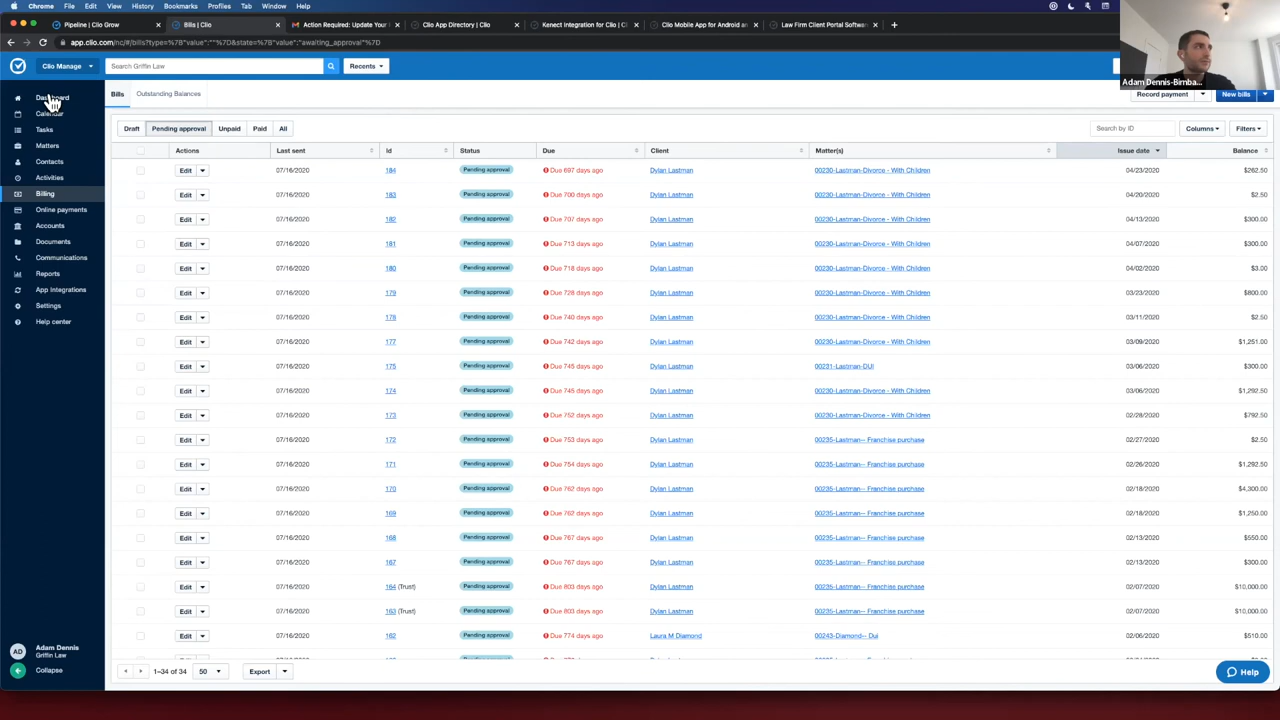 Chrome File Edit View History Bookmarks Profiles Tab Window Help
Pipeline | Clio Grow
Bills | Clio
Action Required: Update Your
Clio App Directory | Clio
Kenect Integration for Clio | Cl
Clio Mobile App for Android an
Law Firm Client Portal Softwar
app.clio.com/nc/#/bills?type=%7B"value":""%7D&state=%7B"value":"awaiting_approval"%7D
Clio Manage
Search Griffin Law
Recents
Adam Dennis-Birnba...
Dashboard
Calendar
Tasks
Matters
Contacts
Activities
Billing
Online payments
Accounts
Documents
Communications
Reports
App Integrations
Settings
Help center
AD
Adam Dennis
Griffin Law
Collapse
Bills Outstanding Balances
Record payment New bills
Draft Pending approval Unpaid Paid All
Search by ID Columns Filters
Actions Last sent Id Status Due Client Matter(s) Issue date Balance
Edit 07/16/2020 184 Pending approval Due 697 days ago Dylan Lastman 00230-Lastman-Divorce - With Children 04/23/2020 $262.50
Edit 07/16/2020 183 Pending approval Due 700 days ago Dylan Lastman 00230-Lastman-Divorce - With Children 04/20/2020 $2.50
Edit 07/16/2020 182 Pending approval Due 707 days ago Dylan Lastman 00230-Lastman-Divorce - With Children 04/13/2020 $300.00
Edit 07/16/2020 181 Pending approval Due 713 days ago Dylan Lastman 00230-Lastman-Divorce - With Children 04/07/2020 $300.00
Edit 07/16/2020 180 Pending approval Due 718 days ago Dylan Lastman 00230-Lastman-Divorce - With Children 04/02/2020 $3.00
Edit 07/16/2020 179 Pending approval Due 728 days ago Dylan Lastman 00230-Lastman-Divorce - With Children 03/23/2020 $800.00
Edit 07/16/2020 178 Pending approval Due 740 days ago Dylan Lastman 00230-Lastman-Divorce - With Children 03/11/2020 $2.50
Edit 07/16/2020 177 Pending approval Due 742 days ago Dylan Lastman 00230-Lastman-Divorce - With Children 03/09/2020 $1,251.00
Edit 07/16/2020 175 Pending approval Due 745 days ago Dylan Lastman 00231-Lastman-DUI 03/06/2020 $300.00
Edit 07/16/2020 174 Pending approval Due 745 days ago Dylan Lastman 00230-Lastman-Divorce - With Children 03/06/2020 $1,292.50
Edit 07/16/2020 173 Pending approval Due 752 days ago Dylan Lastman 00230-Lastman-Divorce - With Children 02/28/2020 $792.50
Edit 07/16/2020 172 Pending approval Due 753 days ago Dylan Lastman 00235-Lastman-- Franchise purchase 02/27/2020 $2.50
Edit 07/16/2020 171 Pending approval Due 754 days ago Dylan Lastman 00235-Lastman-- Franchise purchase 02/26/2020 $1,292.50
Edit 07/16/2020 170 Pending approval Due 762 days ago Dylan Lastman 00235-Lastman-- Franchise purchase 02/18/2020 $4,300.00
Edit 07/16/2020 169 Pending approval Due 762 days ago Dylan Lastman 00235-Lastman-- Franchise purchase 02/18/2020 $1,250.00
Edit 07/16/2020 168 Pending approval Due 767 days ago Dylan Lastman 00235-Lastman-- Franchise purchase 02/13/2020 $550.00
Edit 07/16/2020 167 Pending approval Due 767 days ago Dylan Lastman 00235-Lastman-- Franchise purchase 02/13/2020 $300.00
Edit 07/16/2020 164 (Trust) Pending approval Due 803 days ago Dylan Lastman 00235-Lastman-- Franchise purchase 02/07/2020 $10,000.00
Edit 07/16/2020 163 (Trust) Pending approval Due 803 days ago Dylan Lastman 00235-Lastman-- Franchise purchase 02/07/2020 $10,000.00
Edit 07/16/2020 162 Pending approval Due 774 days ago Laura M Diamond 00243-Diamond-- Dui 02/06/2020 $510.00
1–34 of 34 50 Export
Help